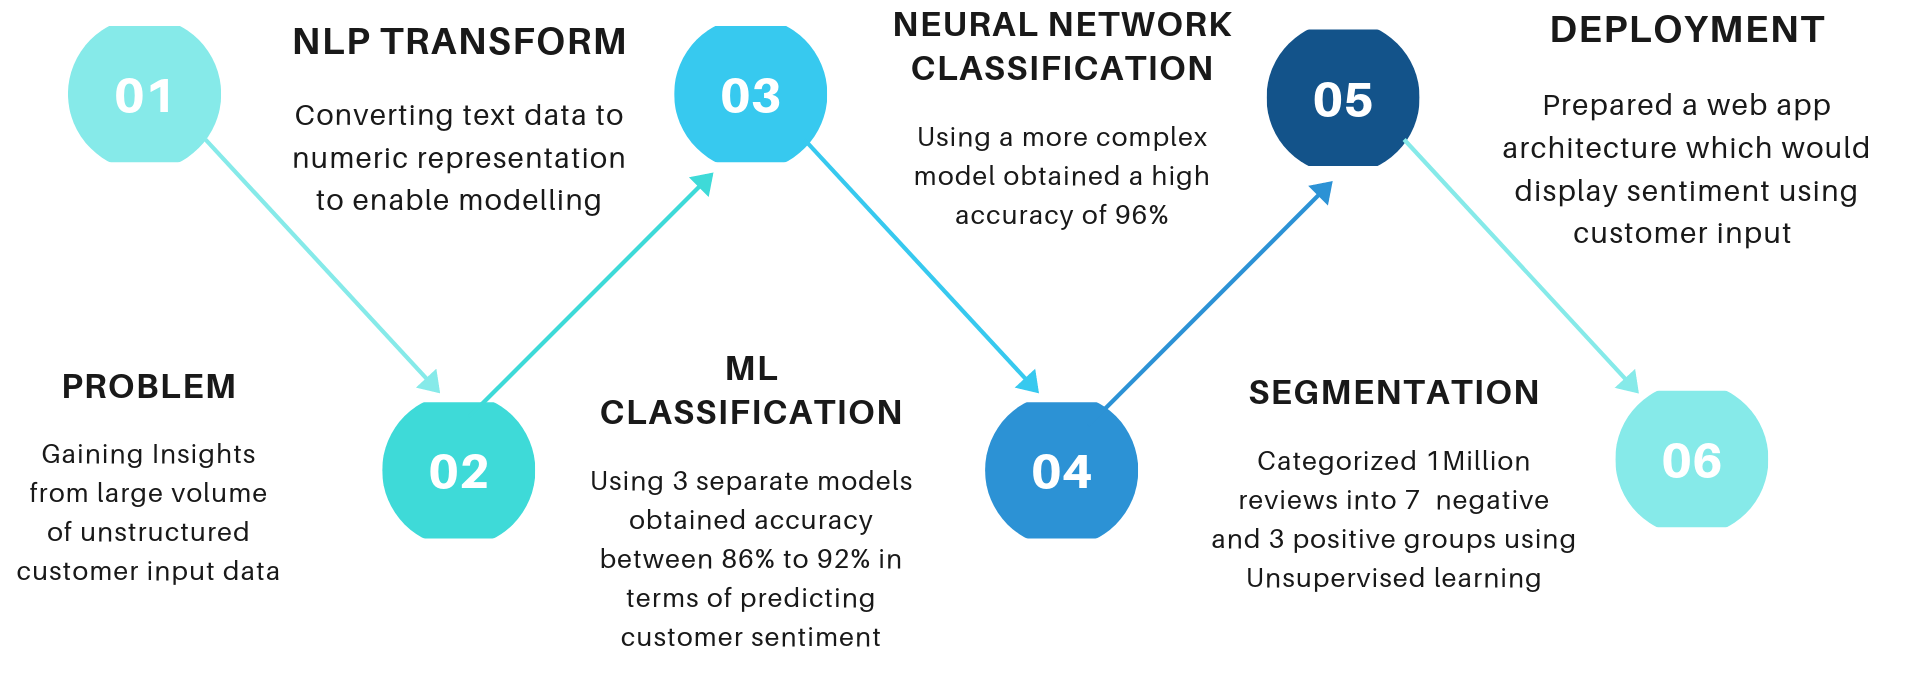 01
PROBLEM
Gaining Insights
from large volume
of unstructured
customer input data
02
NLP TRANSFORM
Converting text data to
numeric representation
to enable modelling
03
ML
CLASSIFICATION
Using 3 separate models
obtained accuracy
between 86% to 92% in
terms of predicting
customer sentiment
04
NEURAL NETWORK
CLASSIFICATION
Using a more complex
model obtained a high
accuracy of 96%
05
SEGMENTATION
Categorized 1Million
reviews into 7  negative
and 3 positive groups using
Unsupervised learning
06
DEPLOYMENT
Prepared a web app
architecture which would
display sentiment using
customer input